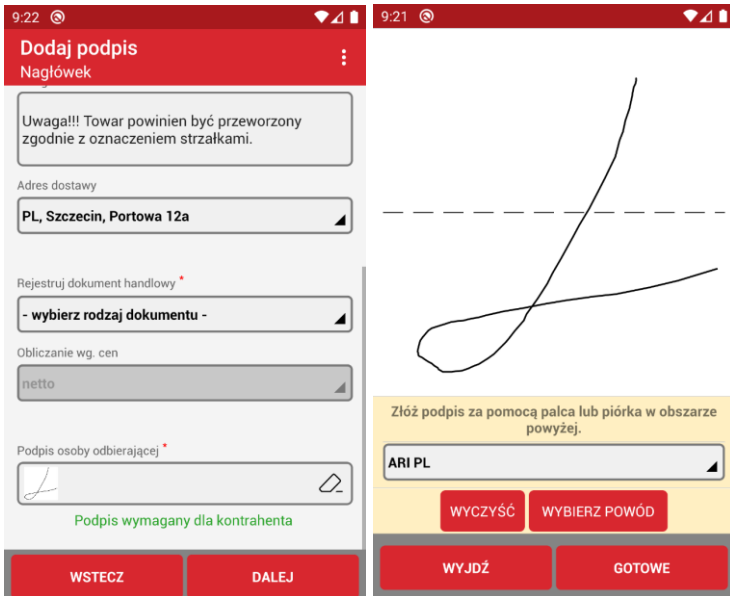 9:22
Dodaj podpis
Nagłówek
Uwaga!!! Towar powinien być przeworzony
zgodnie z oznaczeniem strzałkami.
Adres dostawy
PL, Szczecin, Portowa 12a
Rejestruj dokument handlowy *
- wybierz rodzaj dokumentu -
Obliczanie wg. cen
netto
Podpis osoby odbierającej *
Podpis wymagany dla kontrahenta
WSTECZ
DALEJ
9:21
Złóż podpis za pomocą palca lub piórka w obszarze
powyżej.
ARI PL
WYCZYŚĆ
WYBIERZ POWÓD
WYJDŹ
GOTOWE